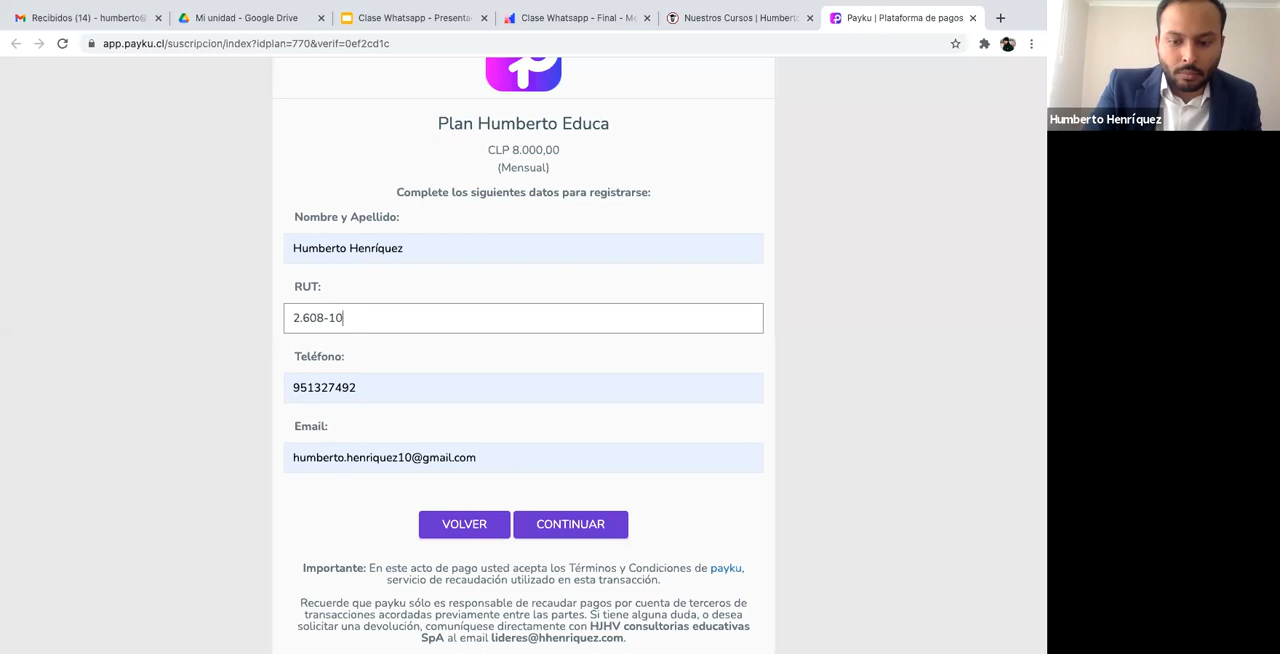 Recibidos (14) - humberto@
Mi unidad - Google Drive
Clase Whatsapp - Presenta
Clase Whatsapp - Final - Me
Nuestros Cursos | Humberto
Payku | Plataforma de pagos
app.payku.cl/suscripcion/index?idplan=770&verif=0ef2cd1c
Humberto Henríquez
Plan Humberto Educa
CLP 8.000,00
(Mensual)
Complete los siguientes datos para registrarse:
Nombre y Apellido:
Humberto Henríquez
RUT:
2.608-10
Teléfono:
951327492
Email:
humberto.henriquez10@gmail.com
VOLVER CONTINUAR
Importante: En este acto de pago usted acepta los Términos y Condiciones de payku,
servicio de recaudación utilizado en esta transacción.
Recuerde que payku sólo es responsable de recaudar pagos por cuenta de terceros de
transacciones acordadas previamente entre las partes. Si tiene alguna duda, o desea
solicitar una devolución, comuníquese directamente con HJHV consultorias educativas
SpA al email lideres@hhenriquez.com.